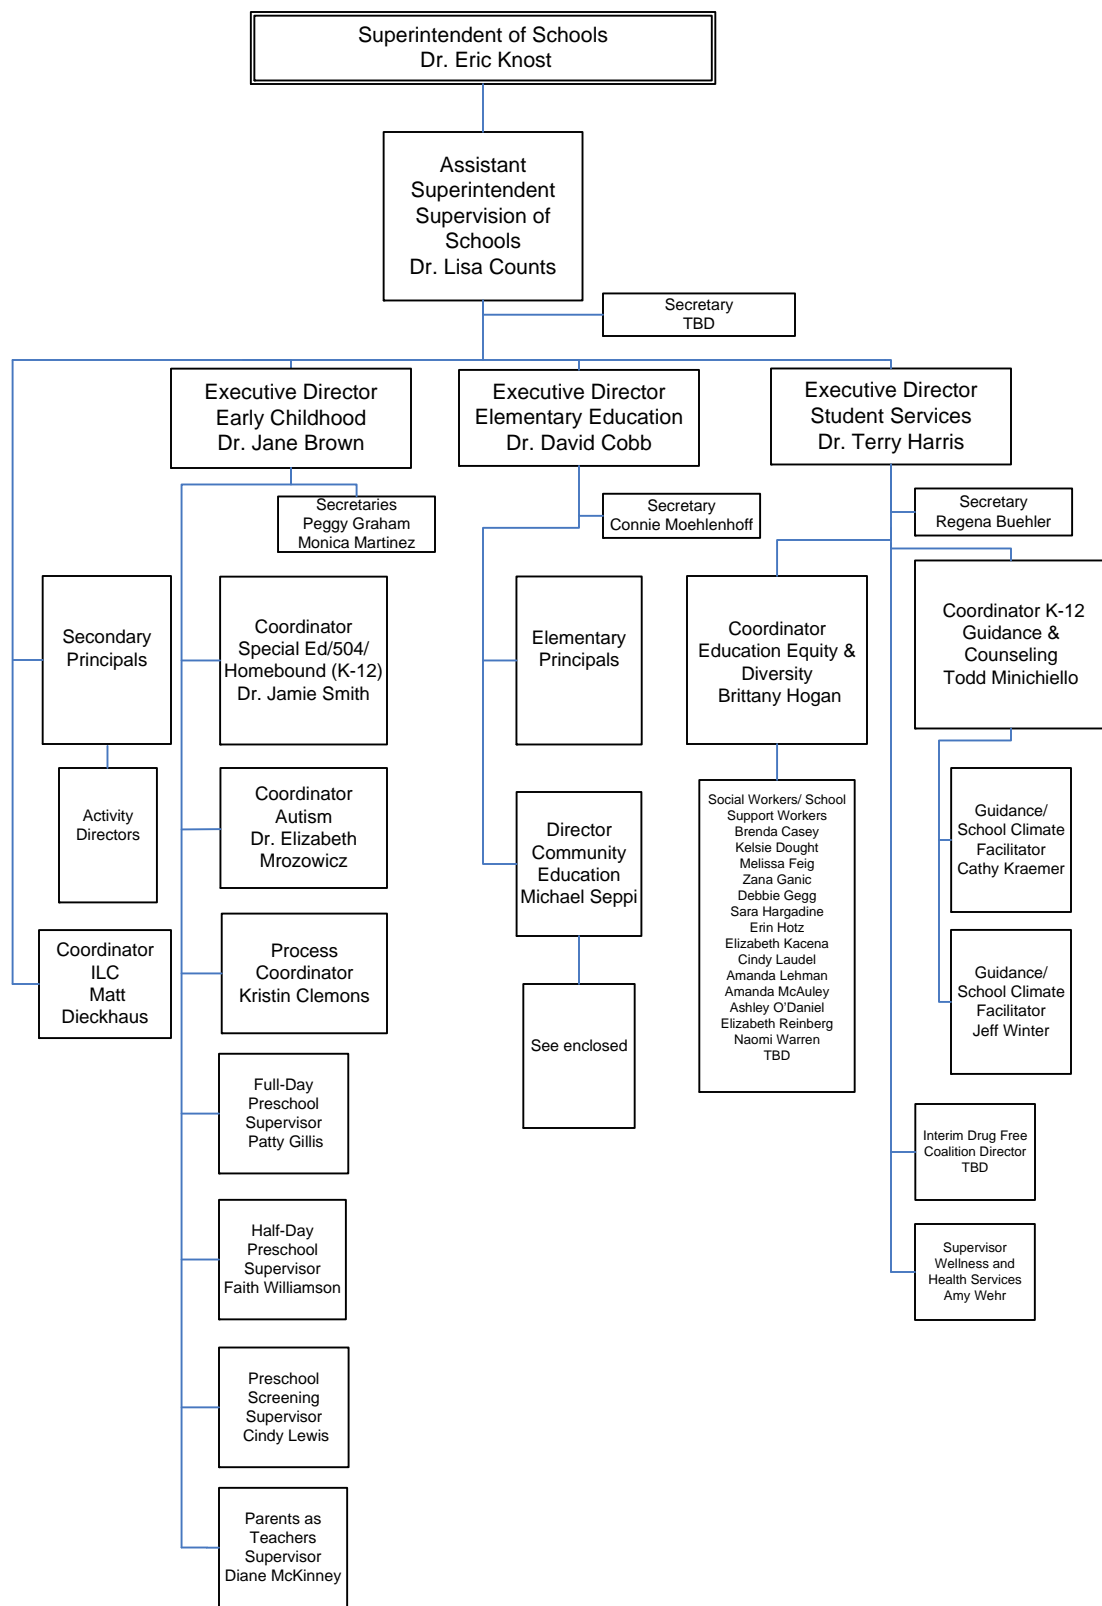 Superintendent of Schools
Dr. Eric Knost
Assistant
Superintendent
Supervision of
Schools
Dr. Lisa Counts
Secretary
TBD
Executive Director
Early Childhood
Dr. Jane Brown
Executive Director
Elementary Education
Dr. David Cobb
Executive Director
Student Services
Dr. Terry Harris
Secretaries
Peggy Graham
Monica Martinez
Secretary
Connie Moehlenhoff
Secretary
Regena Buehler
Secondary
Principals
Coordinator
Special Ed/504/
Homebound (K-12)
Dr. Jamie Smith
Elementary
Principals
Coordinator
Education Equity &
Diversity
Brittany Hogan
Coordinator K-12
Guidance &
Counseling
Todd Minichiello
Activity
Directors
Coordinator
Autism
Dr. Elizabeth
Mrozowicz
Director
Community
Education
Michael Seppi
Social Workers/ School
Support Workers
Brenda Casey
Kelsie Dought
Melissa Feig
Zana Ganic
Debbie Gegg
Sara Hargadine
Erin Hotz
Elizabeth Kacena
Cindy Laudel
Amanda Lehman
Amanda McAuley
Ashley O’Daniel
Elizabeth Reinberg
Naomi Warren
TBD
Guidance/
School Climate
Facilitator
Cathy Kraemer
Coordinator
ILC
Matt
Dieckhaus
Process
Coordinator
Kristin Clemons
See enclosed
Guidance/
School Climate
Facilitator
Jeff Winter
Full-Day
Preschool
Supervisor
Patty Gillis
Interim Drug Free
Coalition Director
TBD
Half-Day
Preschool
Supervisor
Faith Williamson
Supervisor
Wellness and
Health Services
Amy Wehr
Preschool
Screening
Supervisor
Cindy Lewis
Parents as
Teachers
Supervisor
Diane McKinney